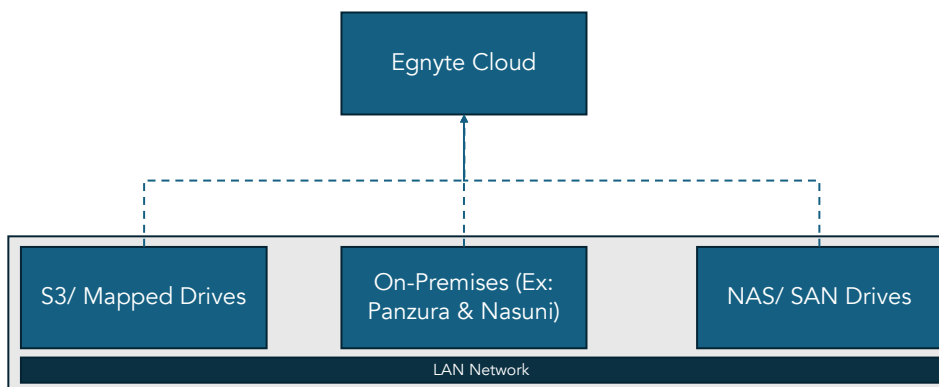 Egnyte Cloud
S3/ Mapped Drives
On-Premises (Ex:
Panzura & Nasuni)
NAS/ SAN Drives
LAN Network